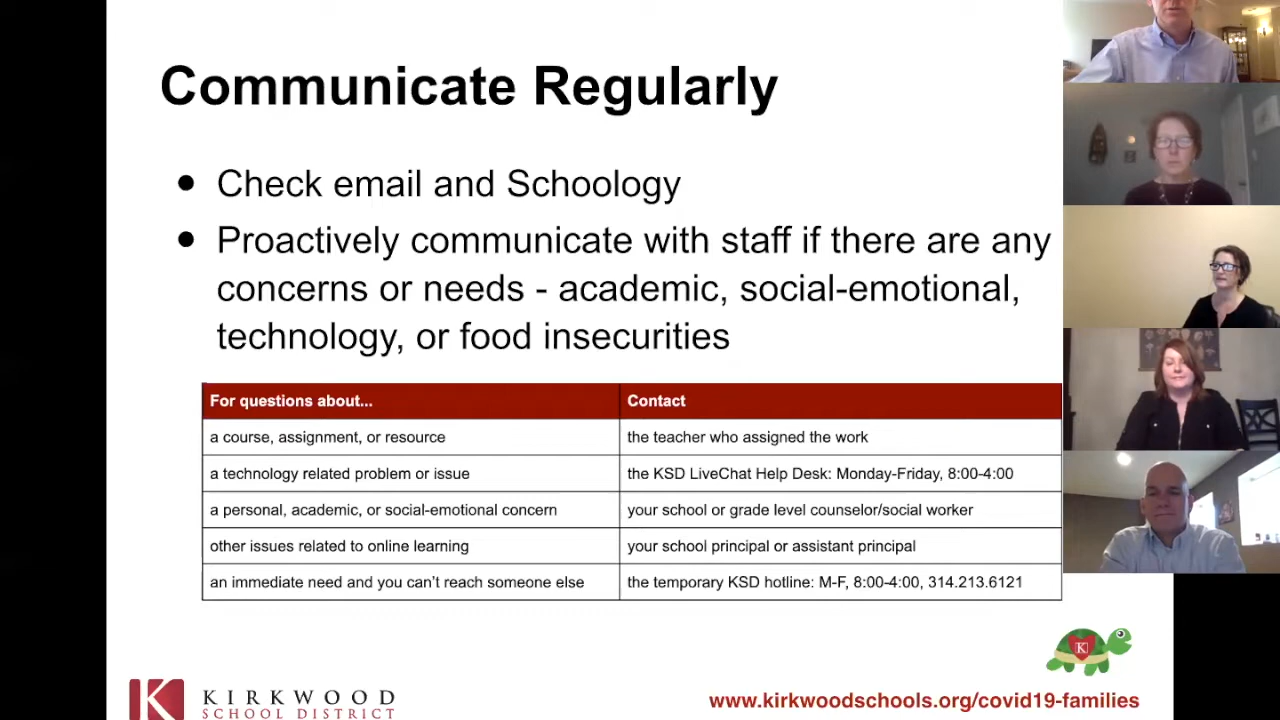 Communicate Regularly
• Check email and Schoology
• Proactively communicate with staff if there are any
concerns or needs - academic, social-emotional,
technology, or food insecurities
For questions about... Contact
a course, assignment, or resource the teacher who assigned the work
a technology related problem or issue the KSD LiveChat Help Desk: Monday-Friday, 8:00-4:00
a personal, academic, or social-emotional concern your school or grade level counselor/social worker
other issues related to online learning your school principal or assistant principal
an immediate need and you can't reach someone else the temporary KSD hotline: M-F, 8:00-4:00, 314.213.6121
K
K KIRKWOOD
SCHOOL DISTRICT
www.kirkwoodschools.org/covid19-families